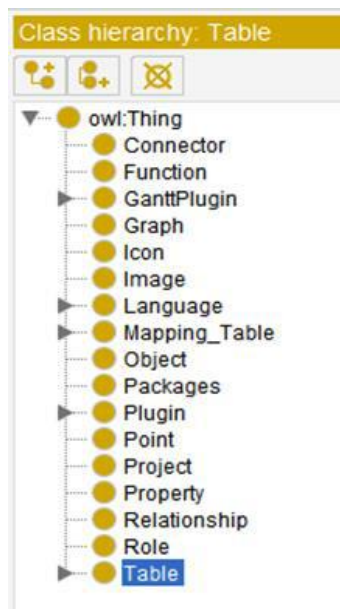 Class hierarchy: Table
owl:Thing
Connector
Function
GanttPlugin
Graph
Icon
Image
Language
Mapping_Table
Object
Packages
Plugin
Point
Project
Property
Relationship
Role
Table